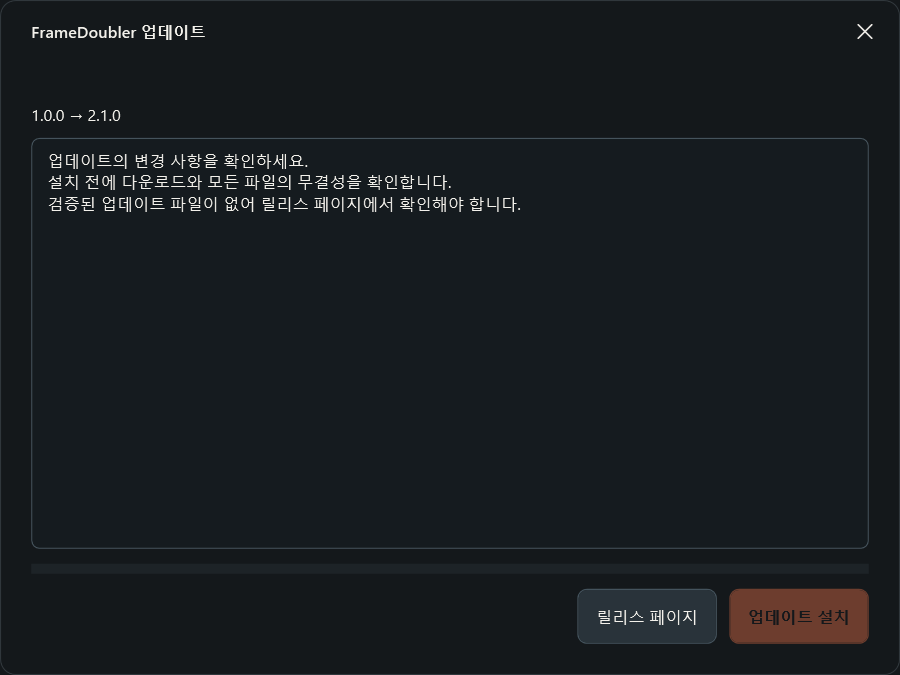 FrameDoubler 업데이트
1.0.0 → 2.1.0
업데이트의 변경 사항을 확인하세요.
설치 전에 다운로드와 모든 파일의 무결성을 확인합니다.
검증된 업데이트 파일이 없어 릴리스 페이지에서 확인해야 합니다.
릴리스 페이지
업데이트 설치